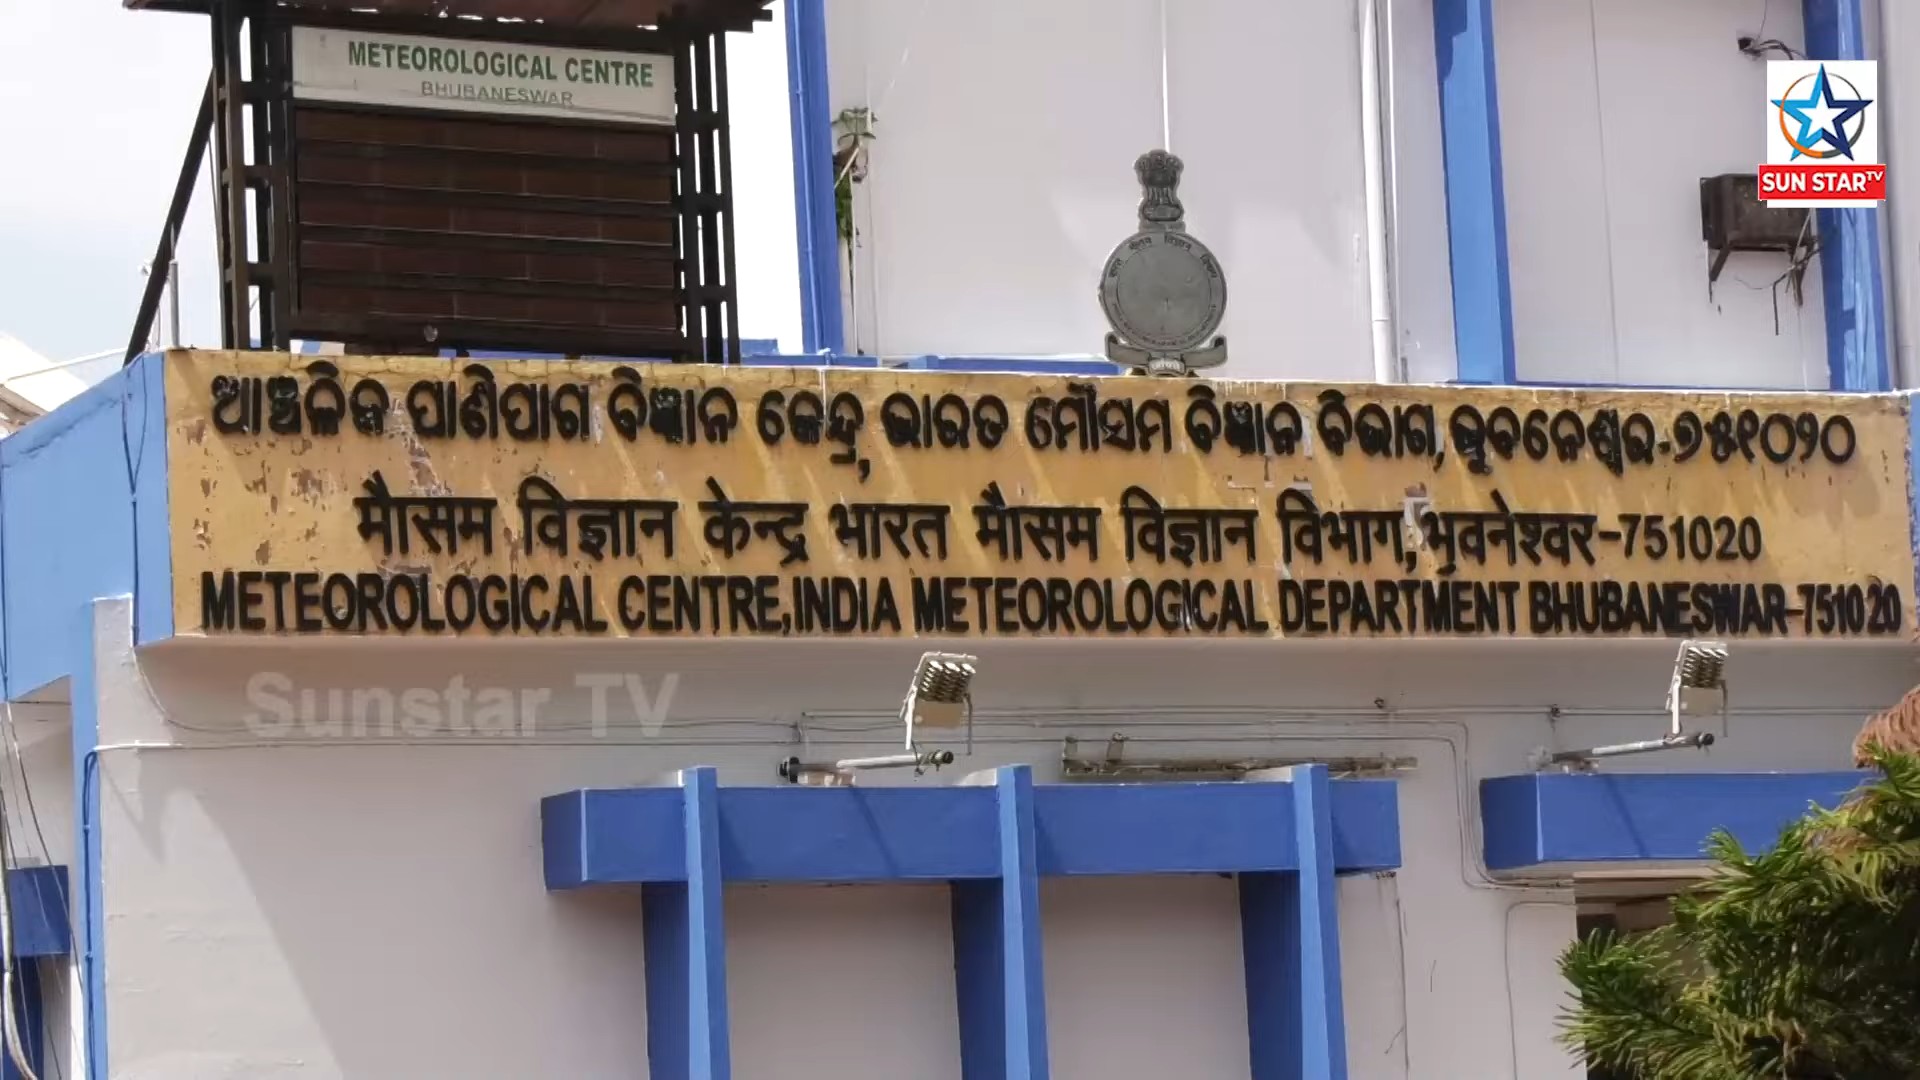 METEOROLOGICAL CENTRE
BHUBANESWAR
SUN STAR TV
ଆଞ୍ଚଳିକ ପାଣିପାଗ ବିଜ୍ଞାନ କେନ୍ଦ୍ର, ଭାରତ ମୌସମ ବିଜ୍ଞାନ ବିଭାଗ, ଭୁବନେଶ୍ୱର-୭୫୧୦୨୦
मौसम विज्ञान केन्द्र भारत मौसम विज्ञान विभाग, भुवनेश्वर-751020
METEOROLOGICAL CENTRE, INDIA METEOROLOGICAL DEPARTMENT BHUBANESWAR-751020
Sunstar TV